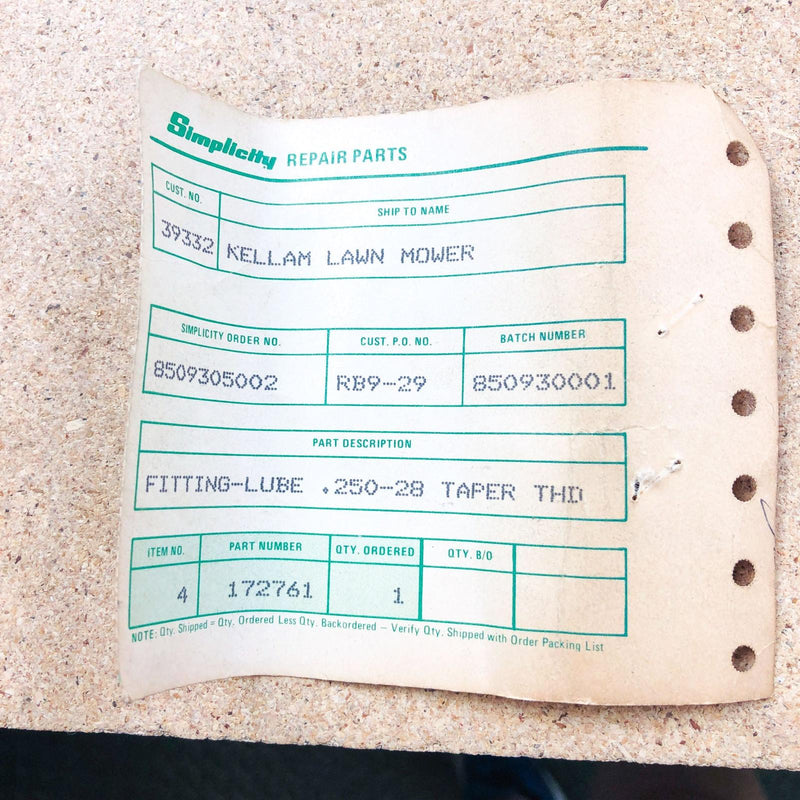 Simplicity REPAIR PARTS
CUST. NO. SHIP TO NAME
39332 KELLAM LAWN MOWER
SIMPLICITY ORDER NO. CUST. P.O. NO. BATCH NUMBER
8509305002 RB9-29 850930001
PART DESCRIPTION
FITTING-LUBE .250-28 TAPER THD
ITEM NO. PART NUMBER QTY. ORDERED QTY. B/O
4 172761 1
NOTE: Qty. Shipped = Qty. Ordered Less Qty. Backordered — Verify Qty. Shipped with Order Packing List